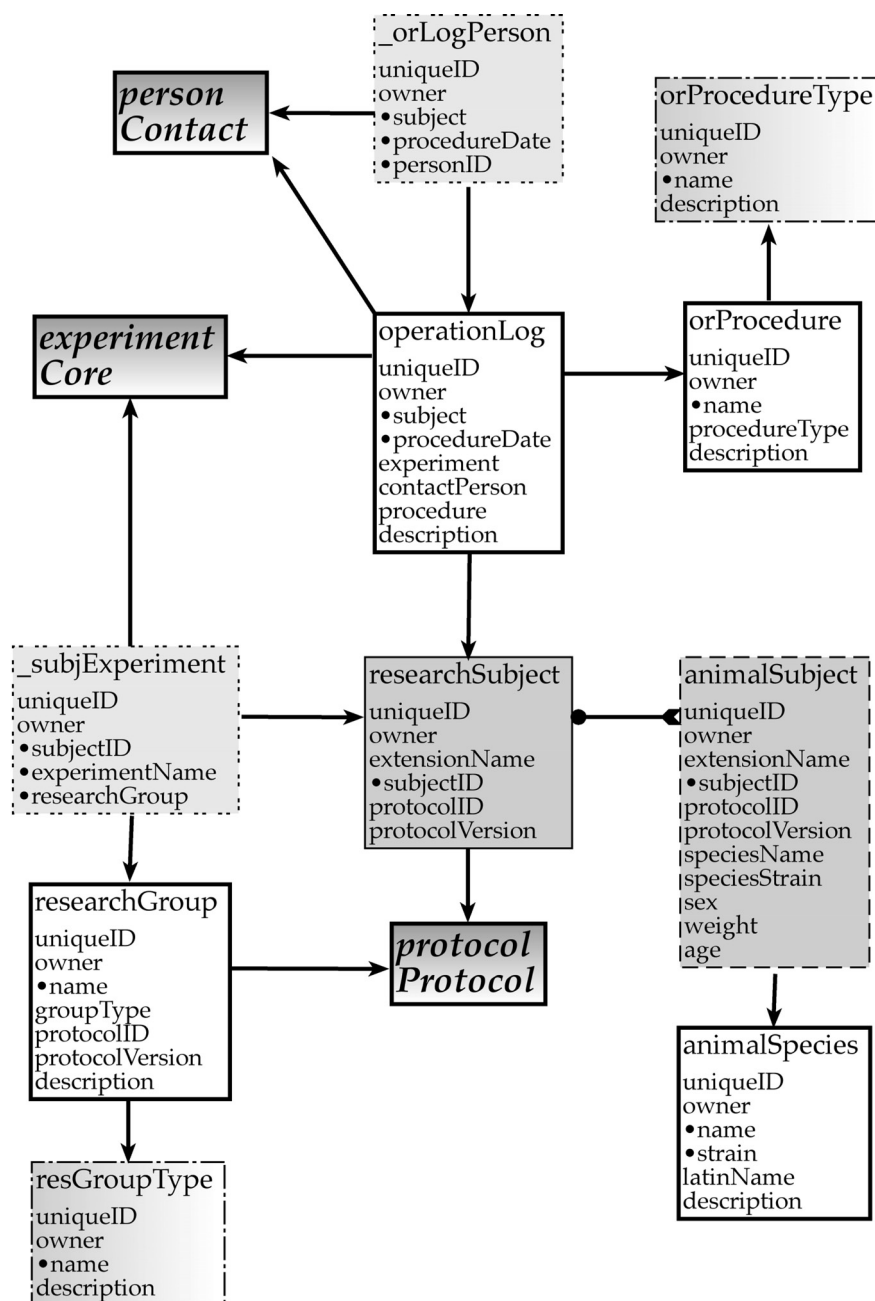 _orLogPerson
uniqueID
owner
•subject
•procedureDate
•personID
person
Contact
orProcedureType
uniqueID
owner
•name
description
experiment
Core
operationLog
uniqueID
owner
•subject
•procedureDate
experiment
contactPerson
procedure
description
orProcedure
uniqueID
owner
•name
procedureType
description
_subjExperiment
uniqueID
owner
•subjectID
•experimentName
•researchGroup
researchSubject
uniqueID
owner
extensionName
•subjectID
protocolID
protocolVersion
animalSubject
uniqueID
owner
extensionName
•subjectID
protocolID
protocolVersion
speciesName
speciesStrain
sex
weight
age
researchGroup
uniqueID
owner
•name
groupType
protocolID
protocolVersion
description
protocol
Protocol
animalSpecies
uniqueID
owner
•name
•strain
latinName
description
resGroupType
uniqueID
owner
•name
description